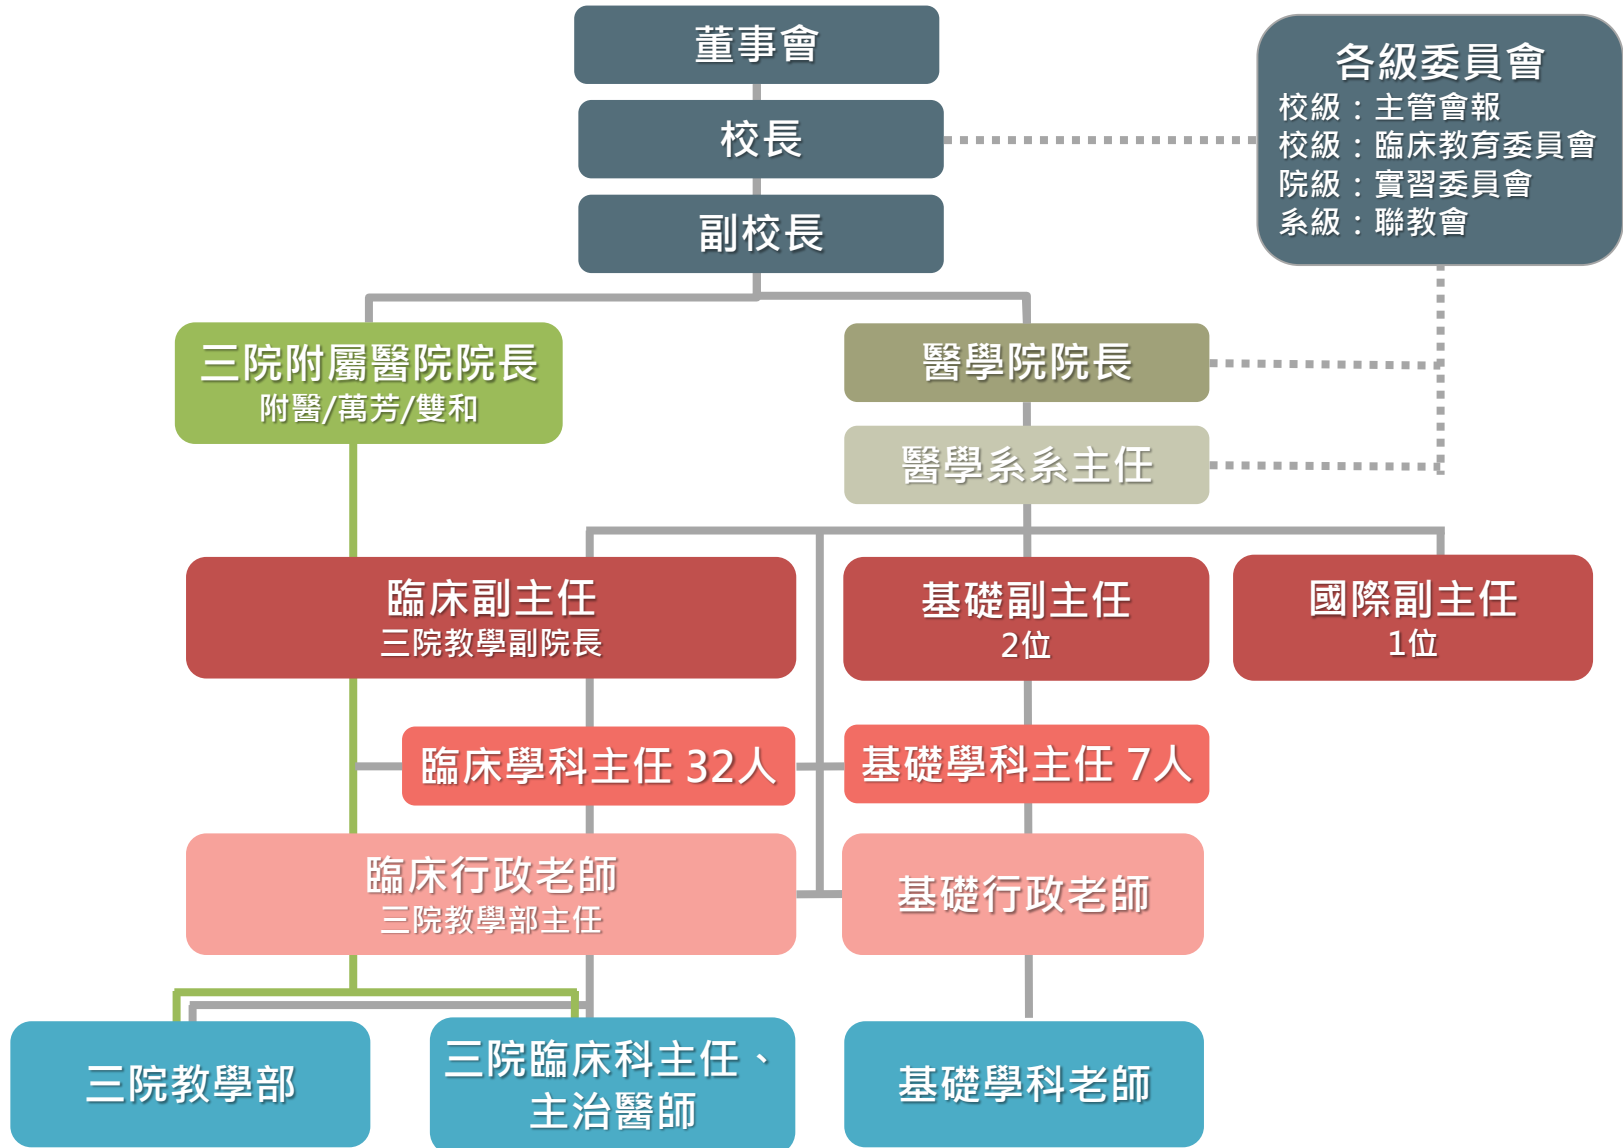 董事會
校長
副校長
各級委員會
校級：主管會報
校級：臨床教育委員會
院級：實習委員會
系級：聯教會
三院附屬醫院院長
附醫/萬芳/雙和
醫學院院長
醫學系系主任
臨床副主任
三院教學副院長
基礎副主任
2位
國際副主任
1位
臨床學科主任 32人
基礎學科主任 7人
臨床行政老師
三院教學部主任
基礎行政老師
三院教學部
三院臨床科主任、
主治醫師
基礎學科老師